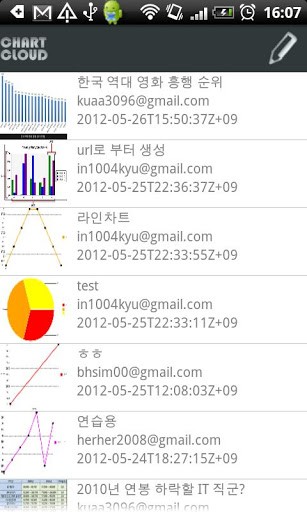 16:07
CHART
CLOUD
한국 역대 영화 흥행 순위
kuaa3096@gmail.com
2012-05-26T15:50:37Z+09
url로 부터 생성
in1004kyu@gmail.com
2012-05-25T22:36:37Z+09
라인차트
in1004kyu@gmail.com
2012-05-25T22:33:55Z+09
test
in1004kyu@gmail.com
2012-05-25T22:33:11Z+09
ㅎㅎ
bhsim00@gmail.com
2012-05-25T12:08:03Z+09
연습용
herher2008@gmail.com
2012-05-24T18:27:15Z+09
2010년 연봉 하락할 IT 직군?
kuaa3096@gmail.com